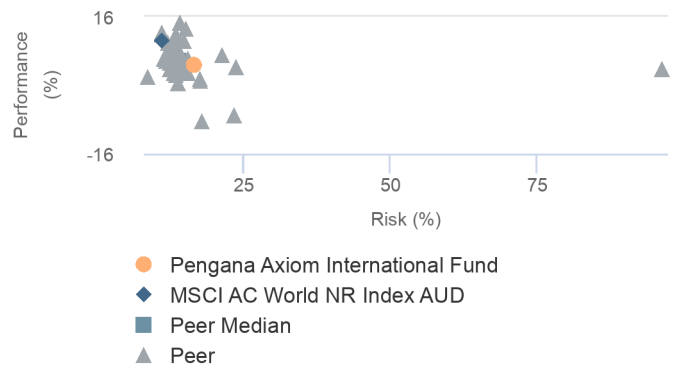 16
Performance
(%)
-16
25
50
75
Risk (%)
Pengana Axiom International Fund
MSCI AC World NR Index AUD
Peer Median
Peer